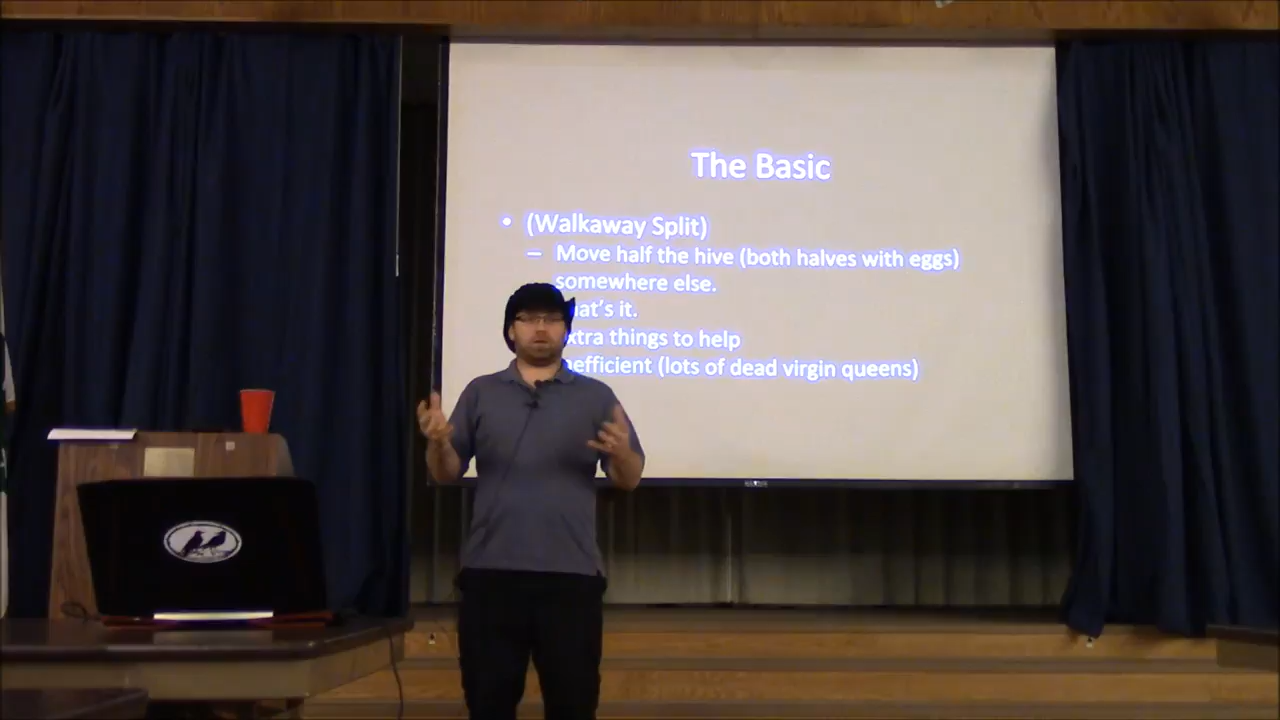 The Basic
• (Walkaway Split)
– Move half the hive (both halves with eggs)
somewhere else.
hat's it.
xtra things to help
nefficient (lots of dead virgin queens)